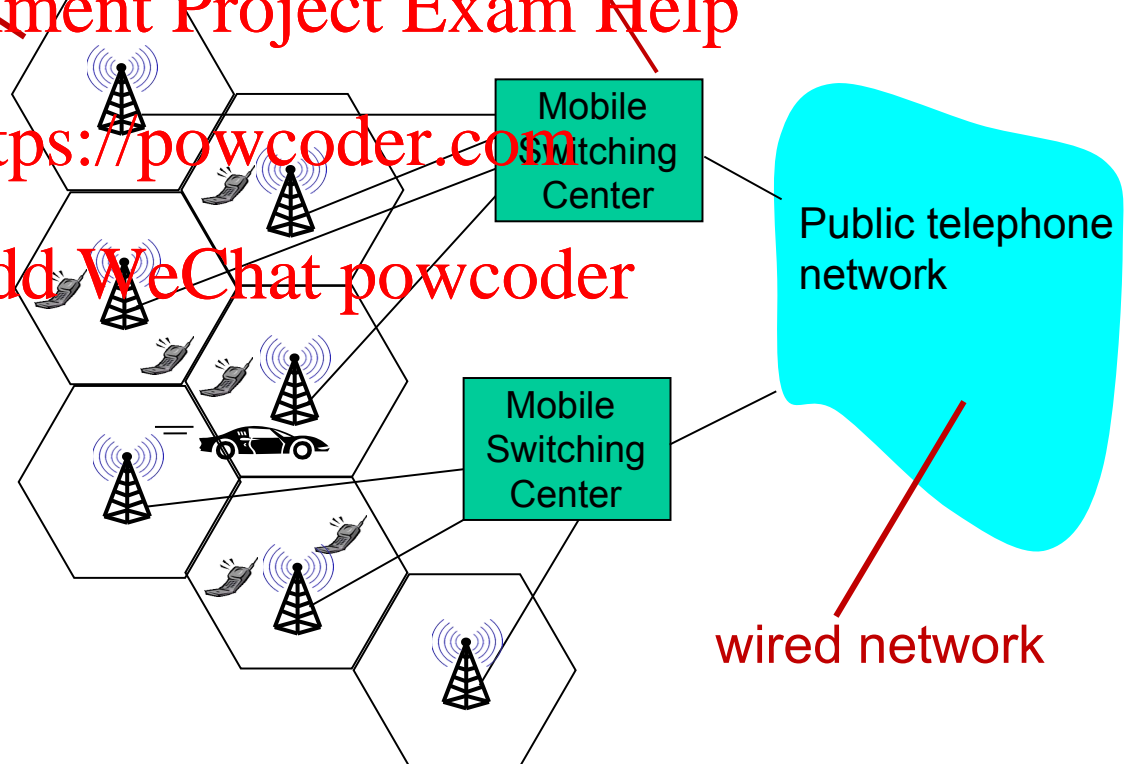 ment Project Exam Help
Mobile
Switching
Center
tps://powcoder.com
Public telephone
network
dd WeChat powcoder
Mobile
Switching
Center
wired network